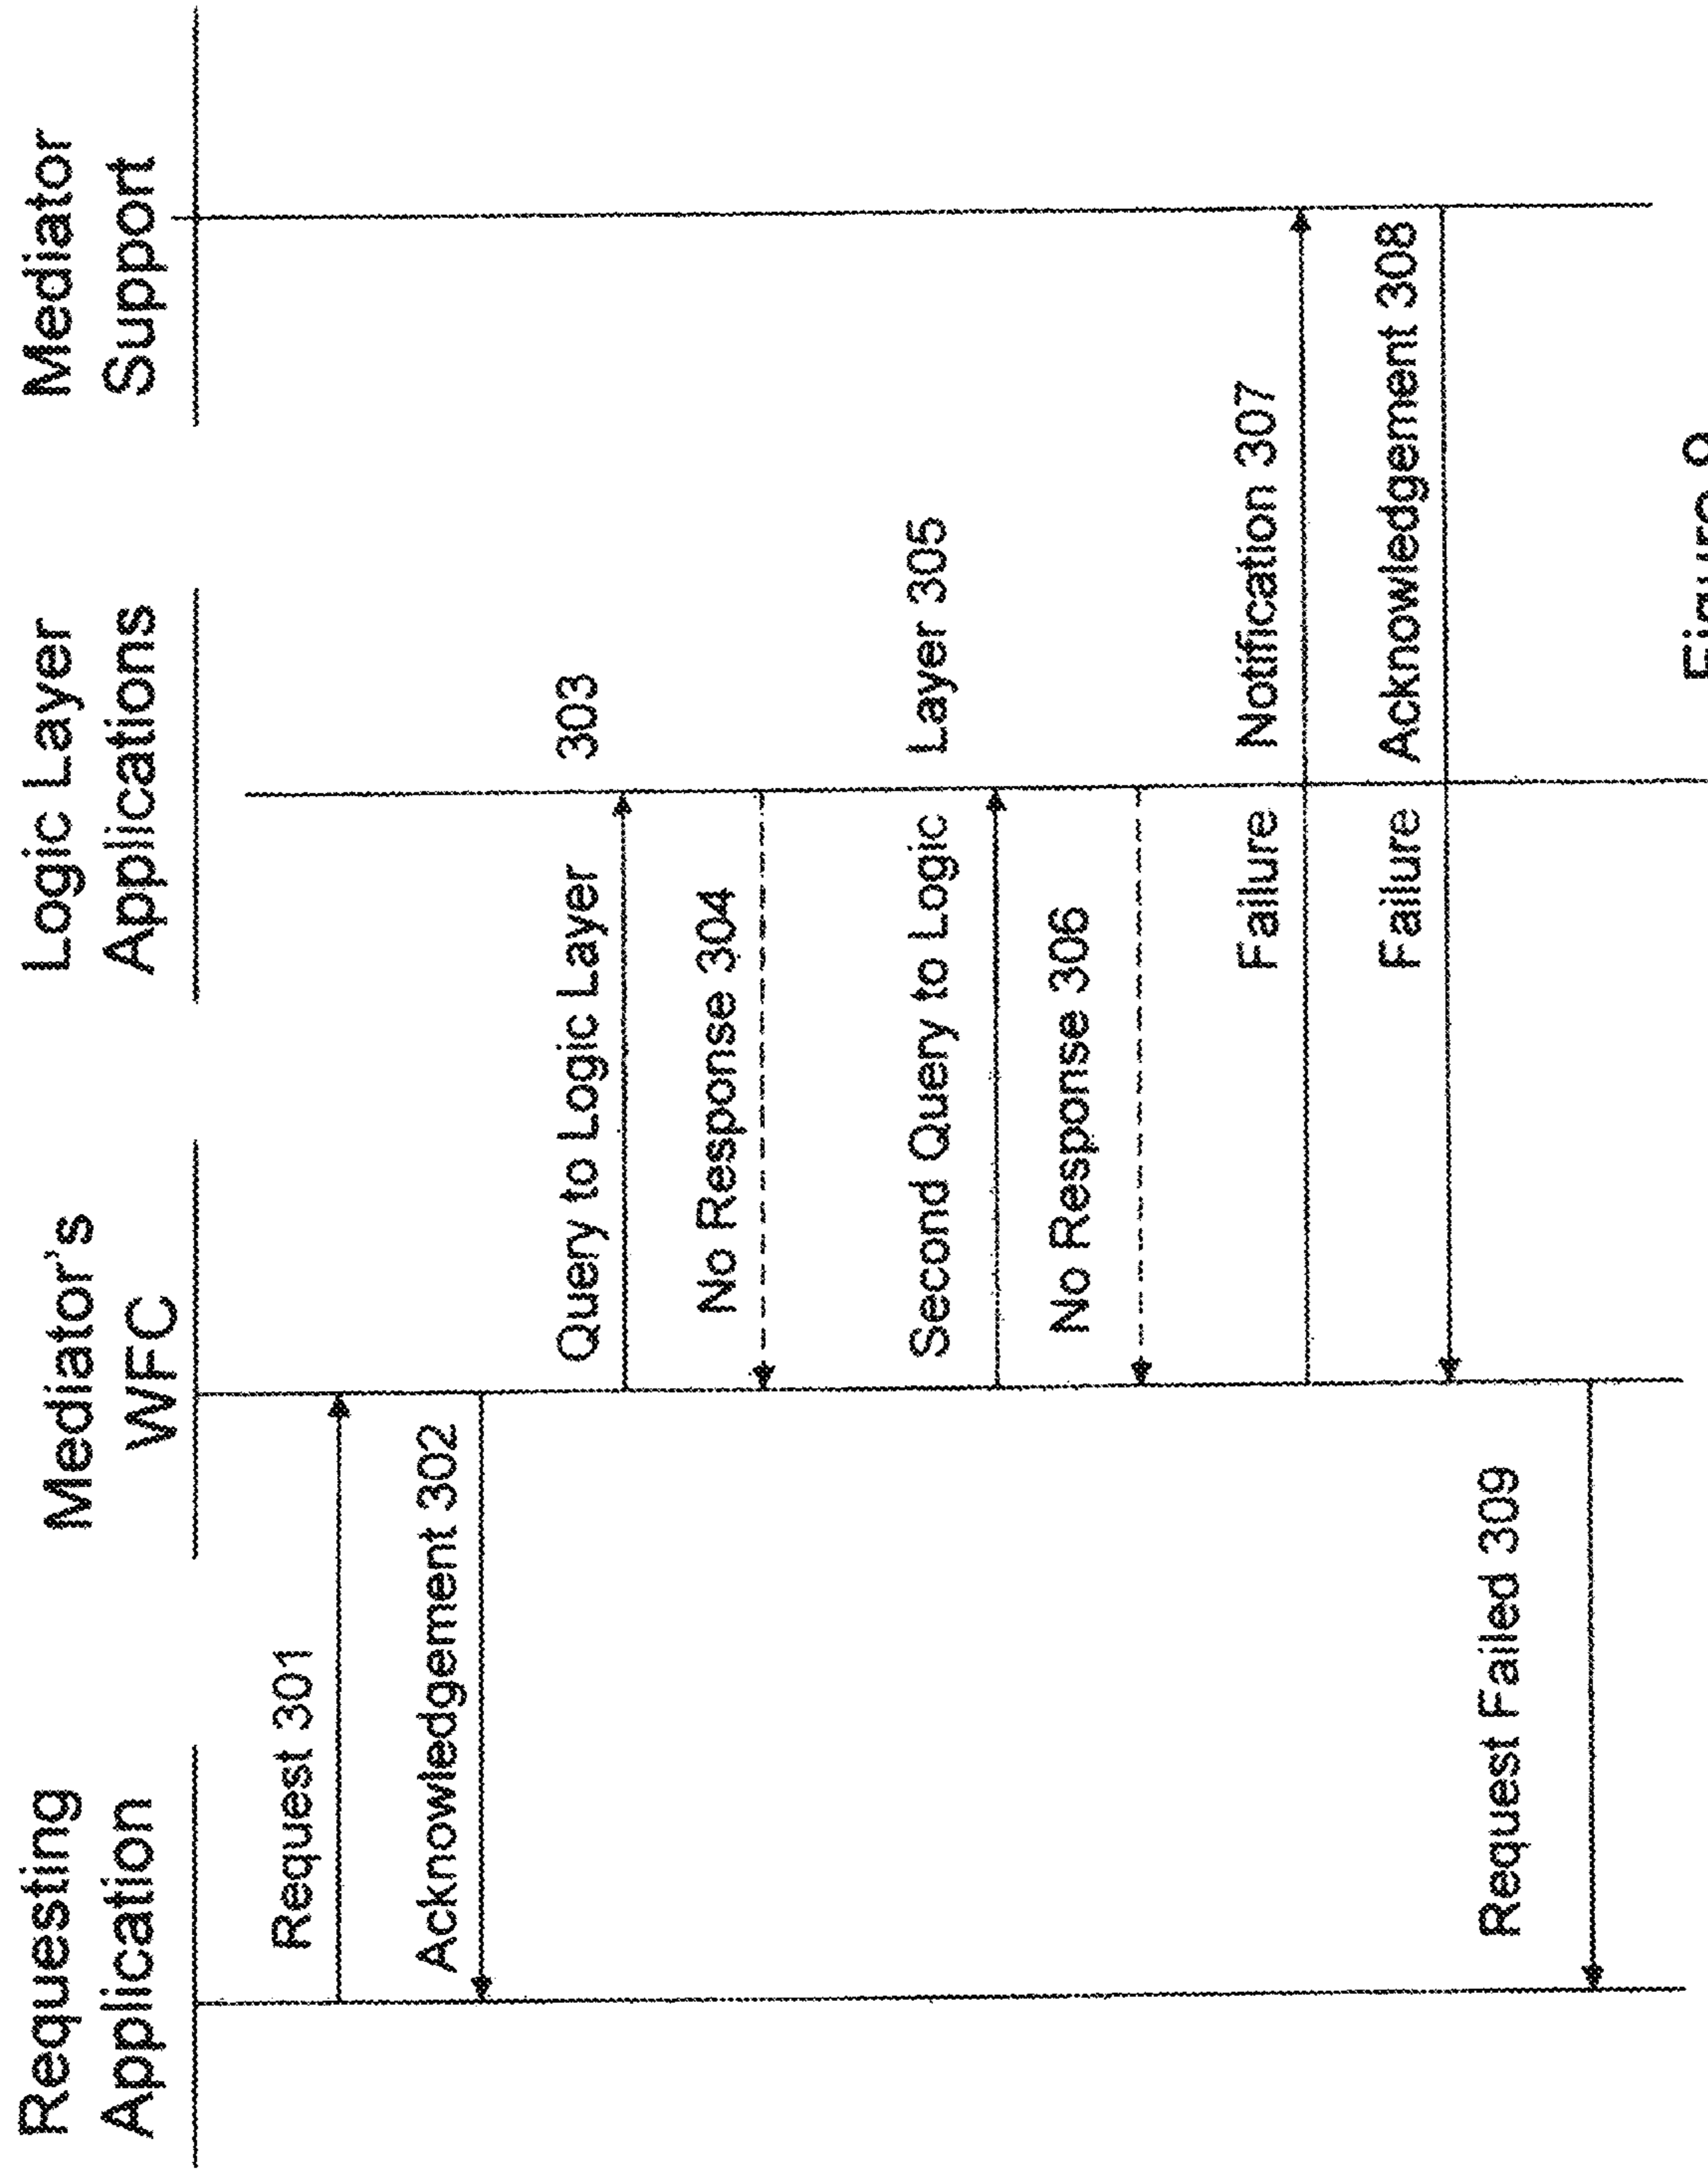 Requesting
Application
Mediator's
WFC
Logic Layer
Applications
Mediator
Support
Request 301
Acknowledgement 302
Query to Logic Layer 303
No Response 304
Second Query to Logic Layer 305
No Response 306
Failure Notification 307
Failure Acknowledgement 308
Request Failed 309
Figure